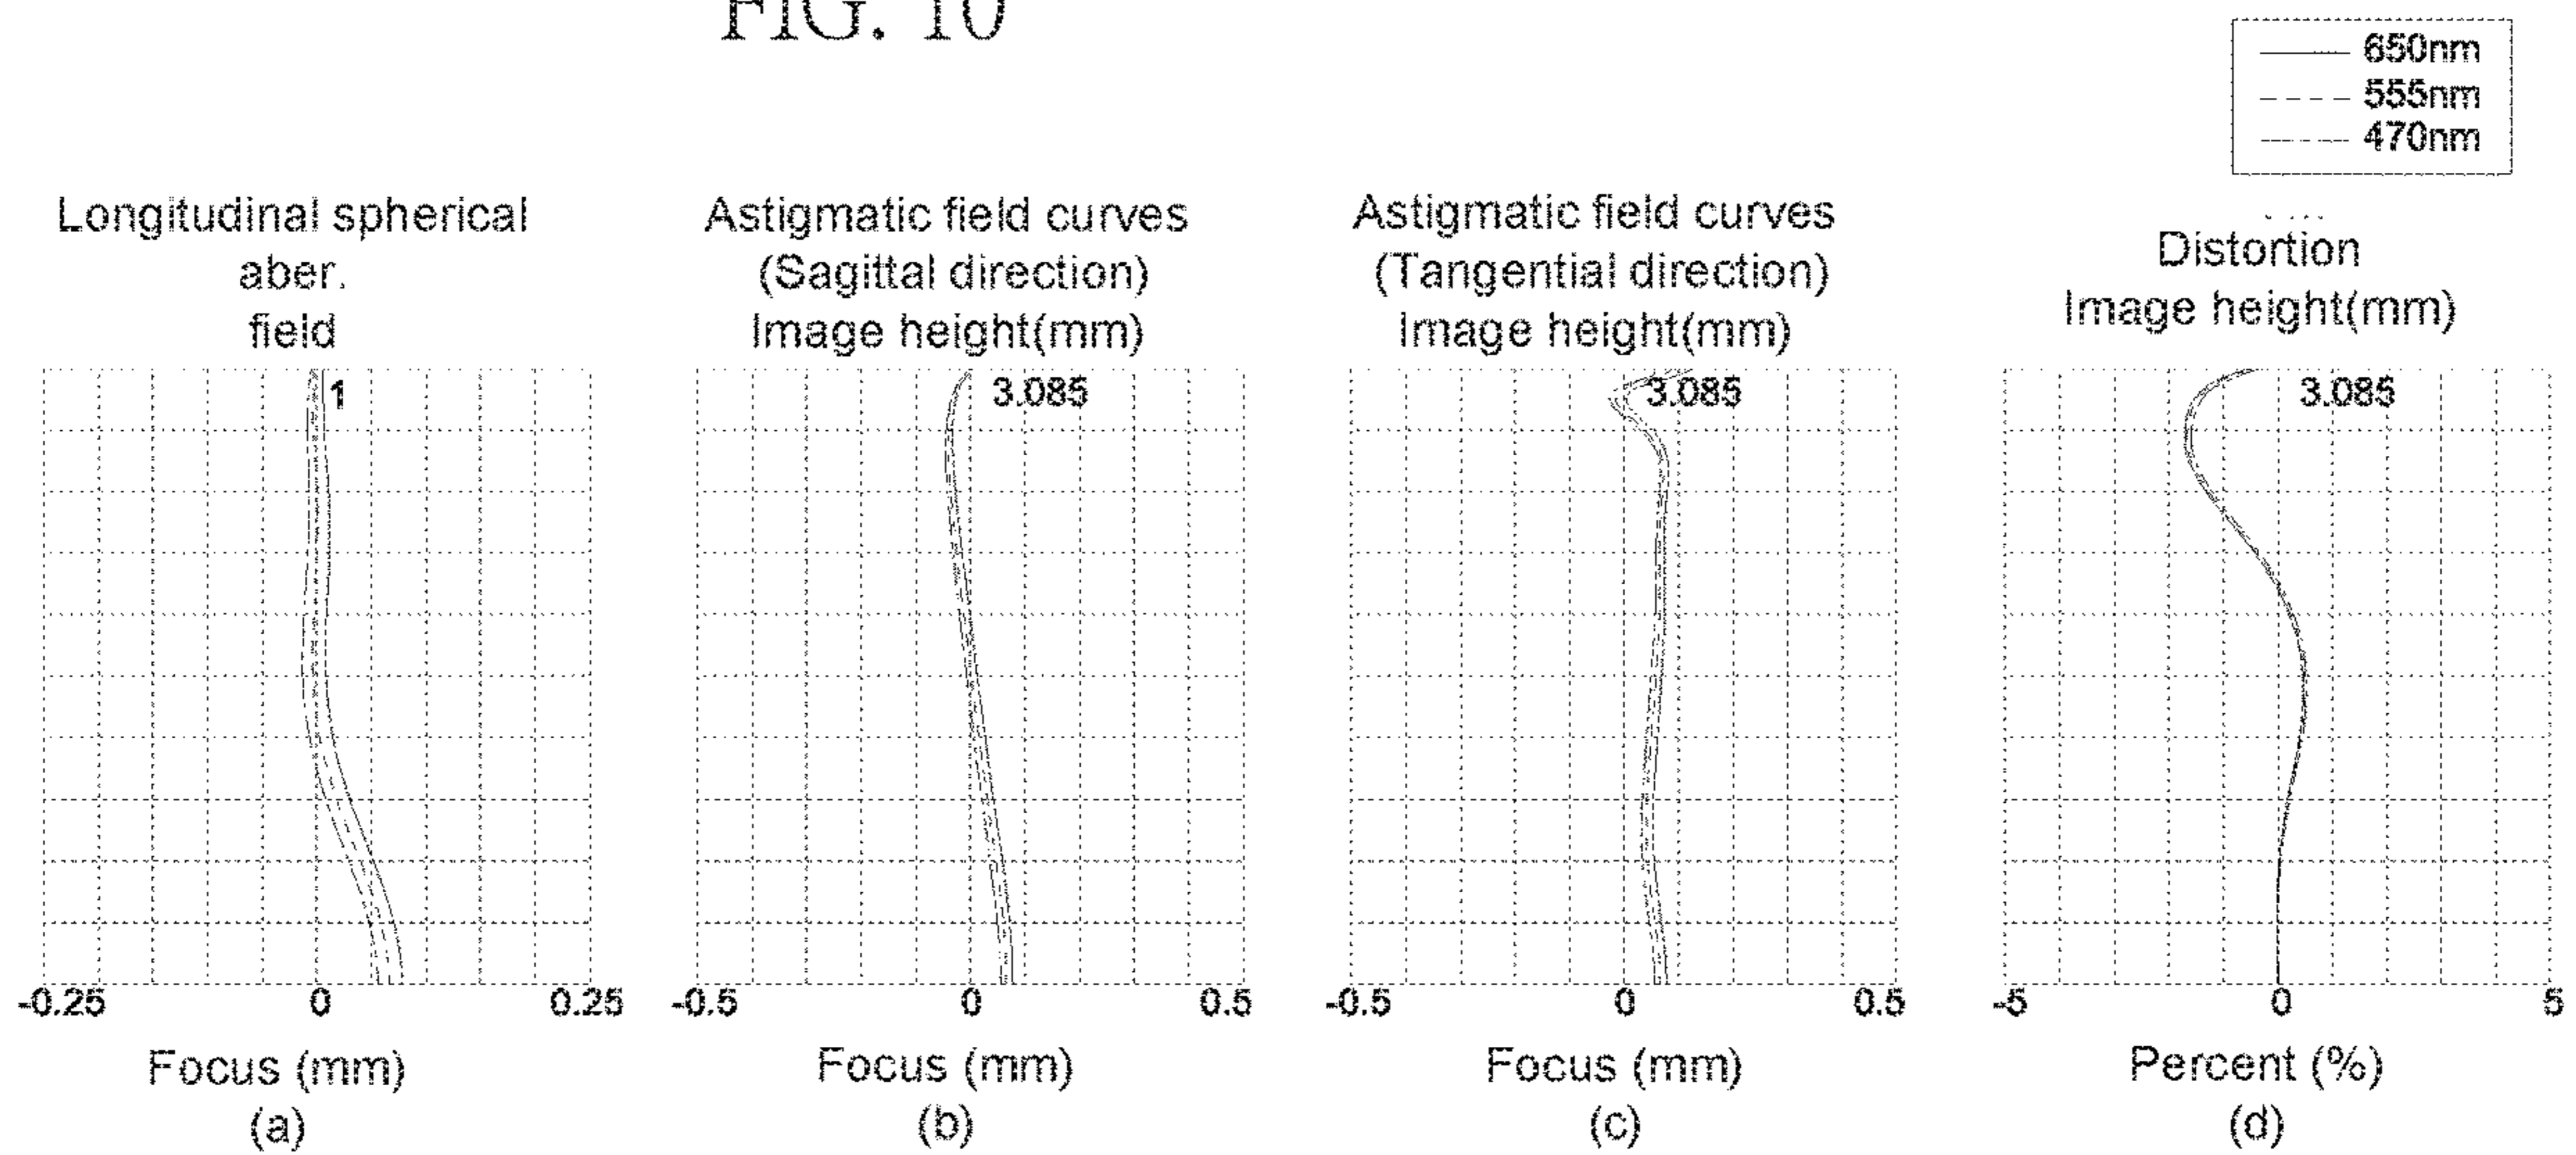 FIG. 10
650nm
555nm
470nm
Longitudinal spherical
aber.
field
1
-0.25 0 0.25
Focus (mm)
(a)
Astigmatic field curves
(Sagittal direction)
Image height(mm)
3.085
-0.5 0 0.5
Focus (mm)
(b)
Astigmatic field curves
(Tangential direction)
Image height(mm)
3.085
-0.5 0 0.5
Focus (mm)
(c)
Distortion
Image height(mm)
3.085
-5 0 5
Percent (%)
(d)